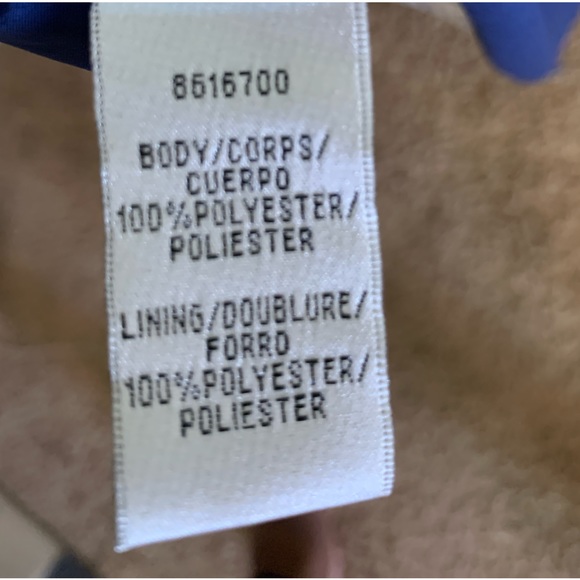 8616700
BODY/CORPS/
CUERPO
100%POLYESTER/
POLIESTER
LINING/DOUBLURE/
FORRO
100%POLYESTER/
POLIESTER